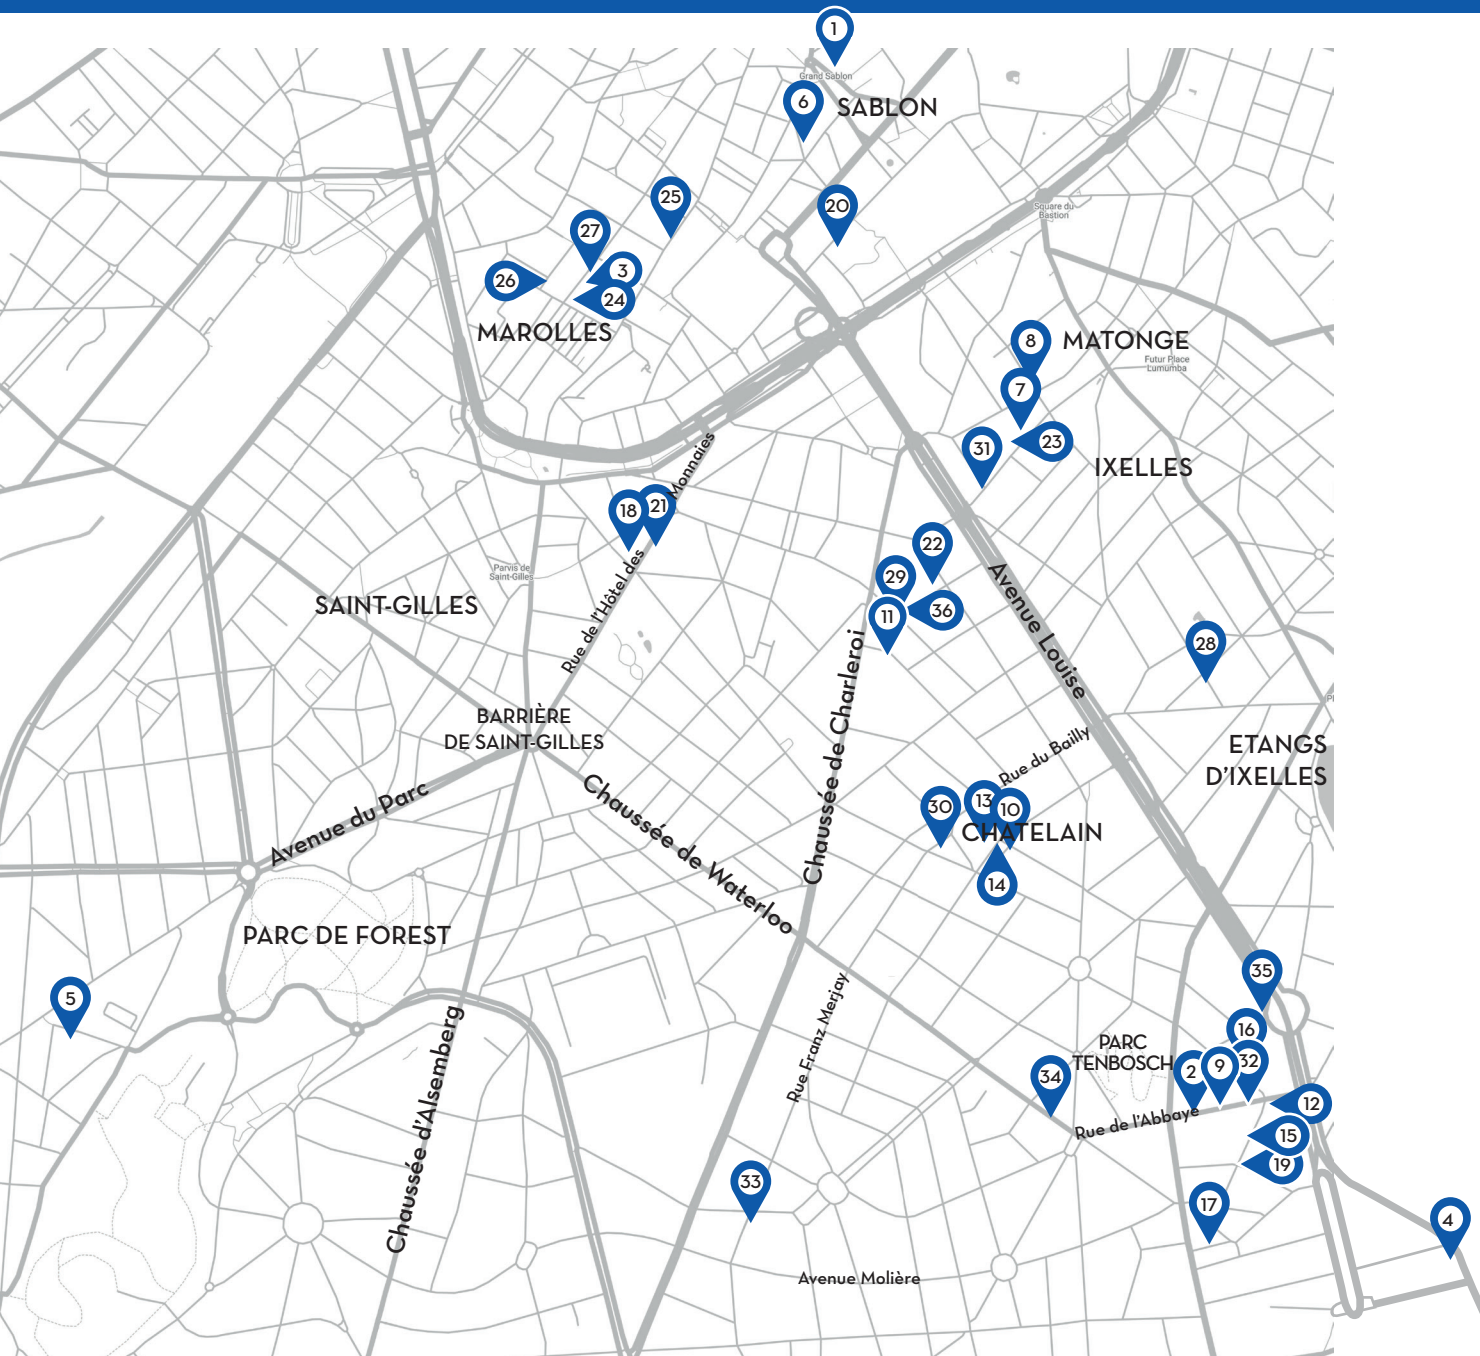 1
Grand Sablon
6
SABLON
25
20
Square du
Bastion
27
3
26
24
MAROLLES
8
MATONGE
Futur Place
Lumumba
7
31
23
IXELLES
18
21
Rue de l'Hôtel des Monnaies
22
Parvis de
Saint-Gilles
29
36
11
SAINT-GILLES
Avenue Louise
28
BARRIÈRE
DE SAINT-GILLES
Chaussée de Charleroi
ETANGS
D'IXELLES
Rue du Bailly
Avenue du Parc
Chaussée de Waterloo
30
13
10
CHATELAIN
14
PARC DE FOREST
5
35
Chaussée d'Alsemberg
Rue Franz Merjay
16
PARC
TENBOSCH
34
2
9
32
12
Rue de l'Abbaye
15
19
33
17
4
Avenue Molière